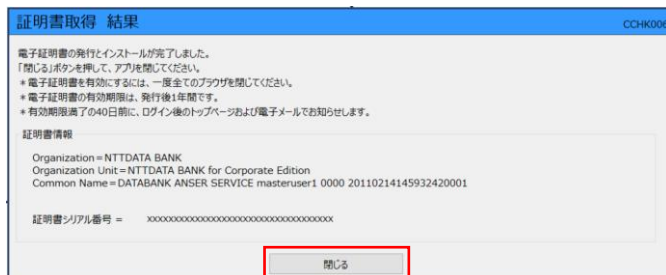 証明書取得 結果
CCHK006
電子証明書の発行とインストールが完了しました。
「閉じる」ボタンを押して、アプリを閉じてください。
＊電子証明書を有効にするには、一度全てのブラウザを閉じてください。
＊電子証明書の有効期限は、発行後1年間です。
＊有効期限満了の40日前に、ログイン後のトップページおよび電子メールでお知らせします。
証明書情報
Organization=NTTDATA BANK
Organization Unit=NTTDATA BANK for Corporate Edition
Common Name=DATABANK ANSER SERVICE masteruser1 0000 20110214145932420001
証明書シリアル番号 = xxxxxxxxxxxxxxxxxxxxxxxxxxxxxxxxxxxx
閉じる